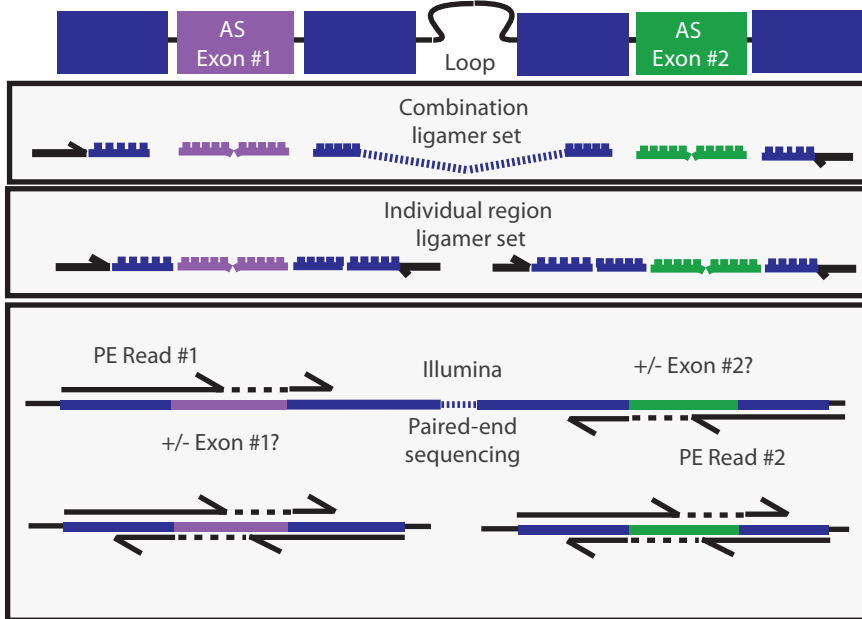 AS
Exon #1
Loop
AS
Exon #2
Combination
ligamer set
Individual region
ligamer set
PE Read #1
Illumina
+/- Exon #2?
+/- Exon #1?
Paired-end
sequencing
PE Read #2